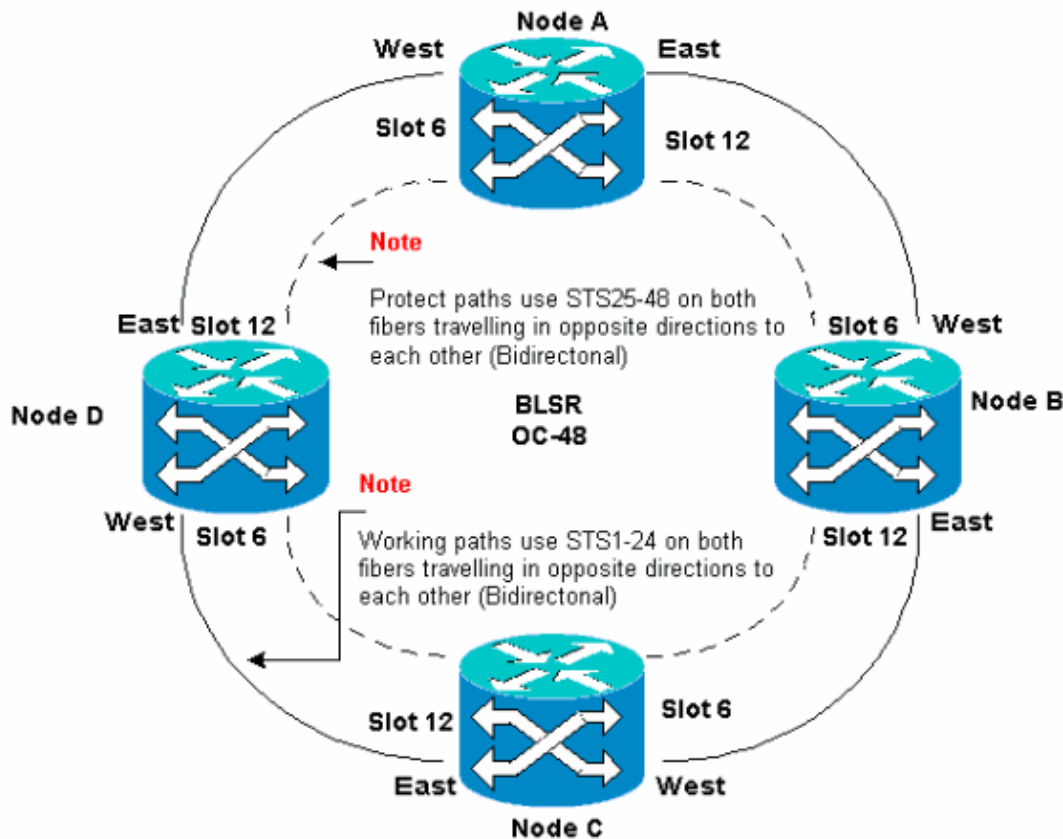 Node A
West
East
Slot 6
Slot 12
Note
Protect paths use STS25-48 on both
fibers travelling in opposite directions to
each other (Bidirectonal)
East
Slot 12
Slot 6
West
Node D
BLSR
OC-48
Node B
Note
West
Slot 6
East
Slot 12
Working paths use STS1-24 on both
fibers travelling in opposite directions to
each other (Bidirectonal)
Slot 12
Slot 6
East
West
Node C